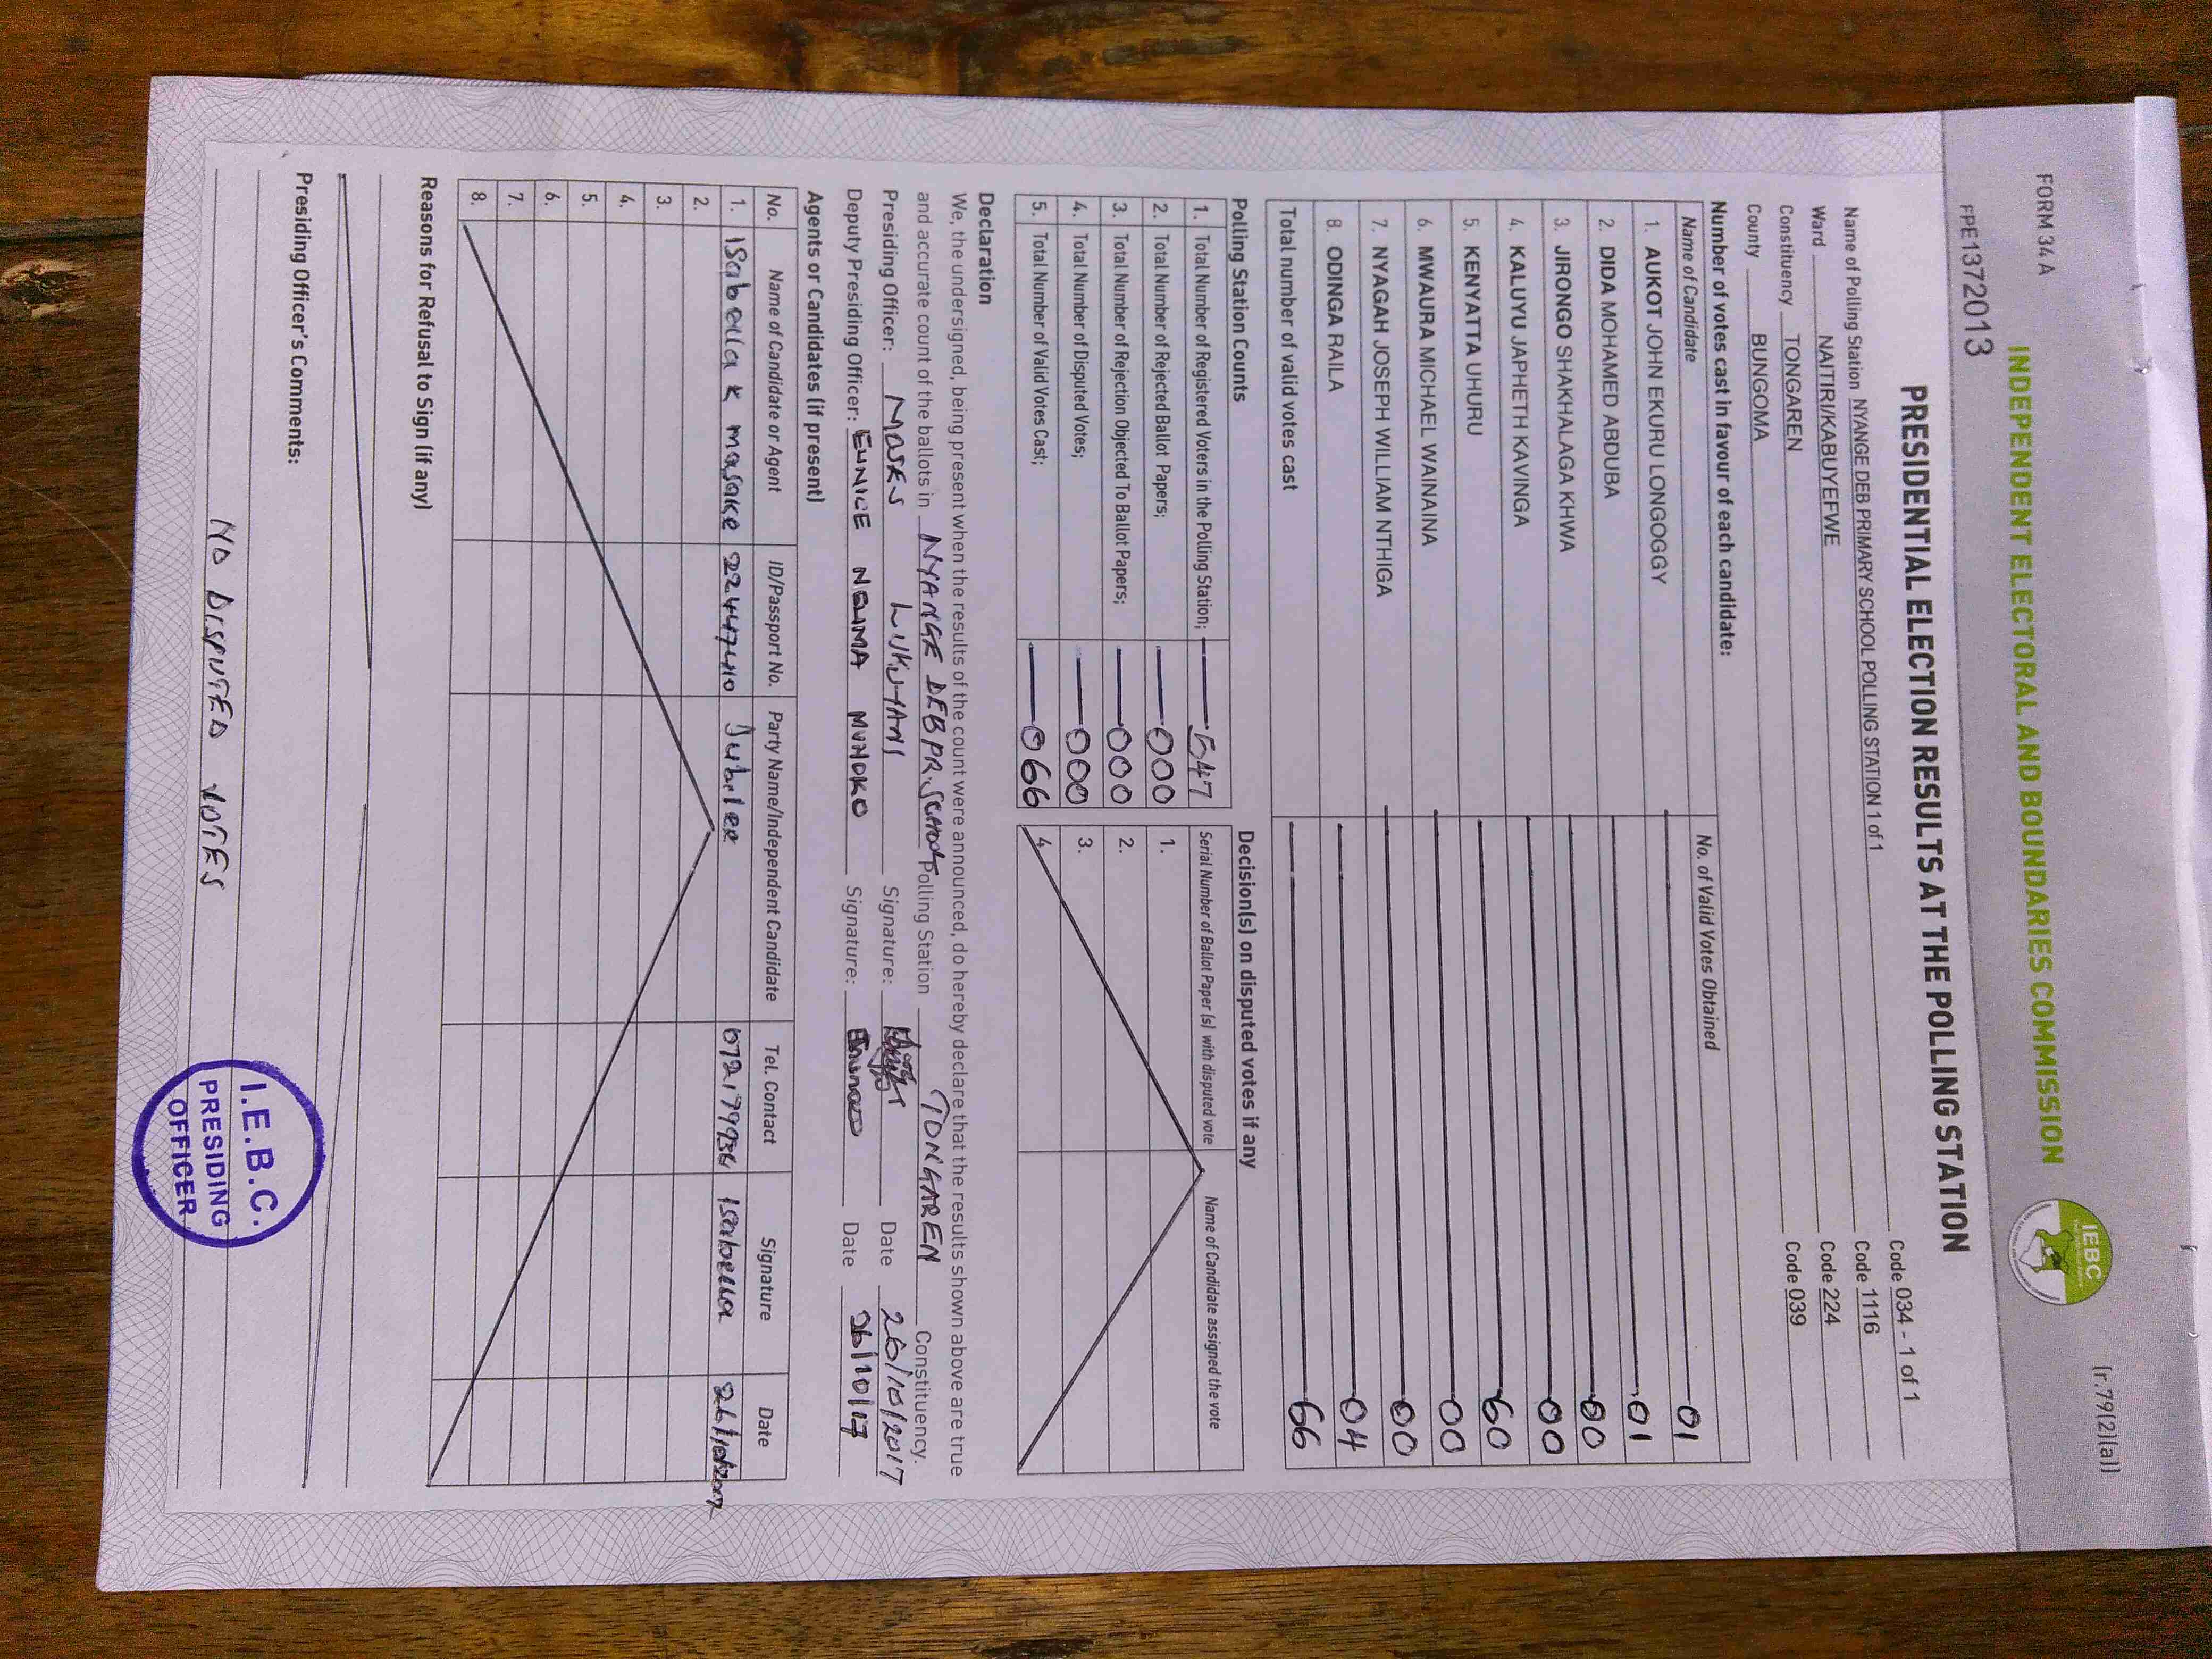 FORM 34 A
[r.79(2)(a)]
INDEPENDENT ELECTORAL AND BOUNDARIES COMMISSION
IEBC
FPE1372013
PRESIDENTIAL ELECTION RESULTS AT THE POLLING STATION
Name of Polling Station NYANGE DEB PRIMARY SCHOOL POLLING STATION 1 of 1 Code 034 - 1 of 1
Ward NAITIRI/KABUYEFWE Code 1116
Constituency TONGAREN Code 224
County BUNGOMA Code 039
Number of votes cast in favour of each candidate:
Name of Candidate No. of Valid Votes Obtained
1. AUKOT JOHN EKURU LONGOGGY 01
2. DIDA MOHAMED ABDUBA 01
3. JIRONGO SHAKHALAGA KHWA 00
4. KALUYU JAPHETH KAVINGA 00
5. KENYATTA UHURU 60
6. MWAURA MICHAEL WAINAINA 00
7. NYAGAH JOSEPH WILLIAM NTHIGA 00
8. ODINGA RAILA 04
Total number of valid votes cast 66
Polling Station Counts
1. Total Number of Registered Voters in the Polling Station; 547
2. Total Number of Rejected Ballot Papers; 000
3. Total Number of Rejection Objected To Ballot Papers; 000
4. Total Number of Disputed Votes; 000
5. Total Number of Valid Votes Cast; 066
Decision(s) on disputed votes if any
Serial Number of Ballot Paper (s) with disputed vote Name of Candidate assigned the vote
1.
2.
3.
4.
Declaration
We, the undersigned, being present when the results of the count were announced, do hereby declare that the results shown above are true
and accurate count of the ballots in NYANGE DEB PR. SCHOOL Polling Station TONGAREN Constituency.
Presiding Officer: MOSES Signature: Date 26/10/2017
Deputy Presiding Officer: EUNICE MUNOKO Signature: Date 26/10/17
Agents or Candidates (if present)
No. Name of Candidate or Agent ID/Passport No. Party Name/Independent Candidate Tel. Contact Signature Date
1. Isabella K masake 22447740 Jubilee Isabella
2.
3.
4.
5.
6.
7.
8.
Reasons for Refusal to Sign (if any)
Presiding Officer's Comments:
NO DISPUTED VOTES
I.E.B.C.
PRESIDING
OFFICER